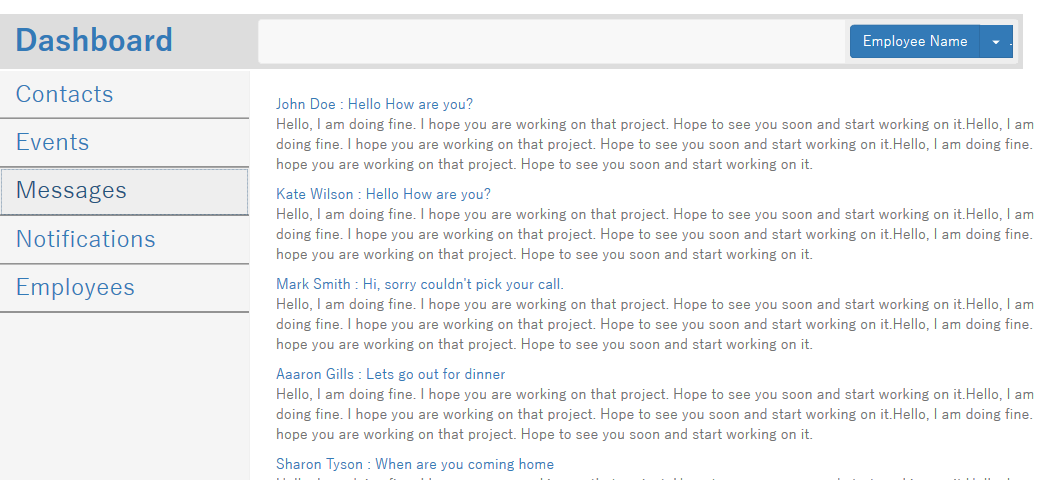 Dashboard
Employee Name
Contacts
Events
Messages
Notifications
Employees
John Doe : Hello How are you?
Hello, I am doing fine. I hope you are working on that project. Hope to see you soon and start working on it.Hello, I am
doing fine. I hope you are working on that project. Hope to see you soon and start working on it.Hello, I am doing fine.
hope you are working on that project. Hope to see you soon and start working on it.
Kate Wilson : Hello How are you?
Hello, I am doing fine. I hope you are working on that project. Hope to see you soon and start working on it.Hello, I am
doing fine. I hope you are working on that project. Hope to see you soon and start working on it.Hello, I am doing fine.
hope you are working on that project. Hope to see you soon and start working on it.
Mark Smith : Hi, sorry couldn't pick your call.
Hello, I am doing fine. I hope you are working on that project. Hope to see you soon and start working on it.Hello, I am
doing fine. I hope you are working on that project. Hope to see you soon and start working on it.Hello, I am doing fine.
hope you are working on that project. Hope to see you soon and start working on it.
Aaaron Gills : Lets go out for dinner
Hello, I am doing fine. I hope you are working on that project. Hope to see you soon and start working on it.Hello, I am
doing fine. I hope you are working on that project. Hope to see you soon and start working on it.Hello, I am doing fine.
hope you are working on that project. Hope to see you soon and start working on it.
Sharon Tyson : When are you coming home